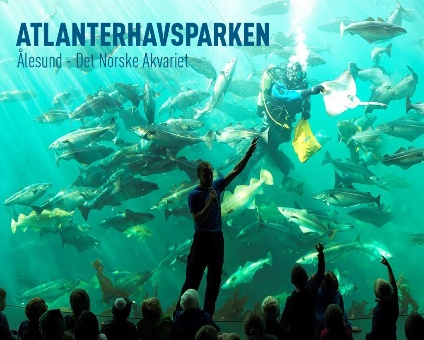 ATLANTERHAVSPARKEN
Ålesund - Det Norske Akvariet